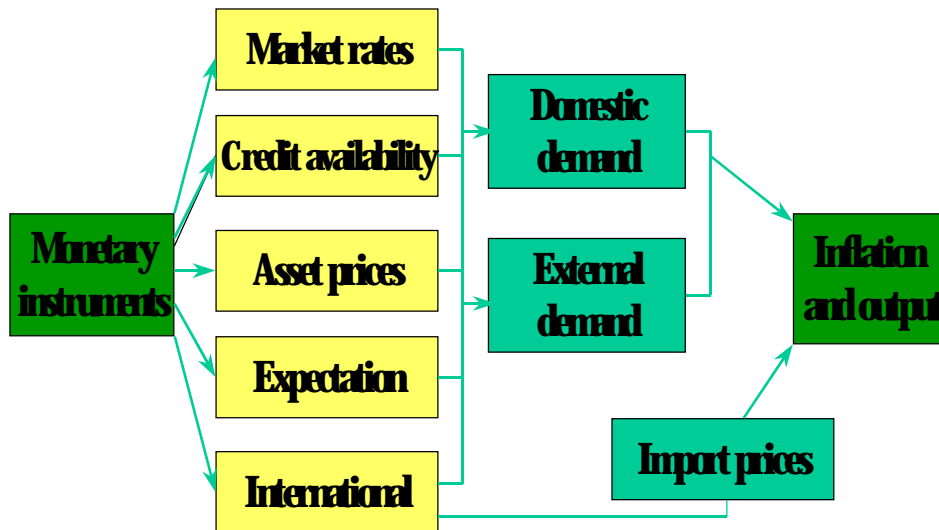 Market rates
Credit availability
Monetary
instruments
Asset prices
Expectation
International
Domestic
demand
External
demand
Import prices
Inflation
and output